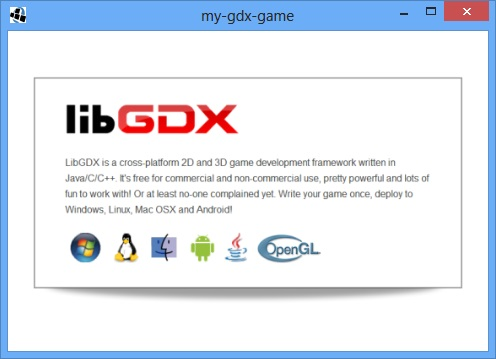 my-gdx-game
libGDX
LibGDX is a cross-platform 2D and 3D game development framework written in
Java/C/C++. It's free for commercial and non-commercial use, pretty powerful and lots of
fun to work with! Or at least no-one complained yet. Write your game once, deploy to
Windows, Linux, Mac OSX and Android!
OpenGL